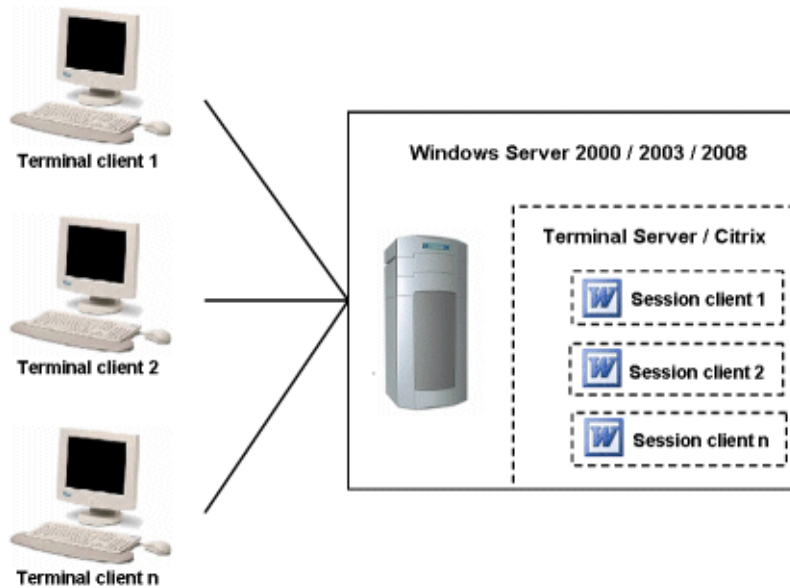 Terminal client 1
Terminal client 2
Terminal client n
Windows Server 2000 / 2003 / 2008
Terminal Server / Citrix
W Session client 1
W Session client 2
W Session client n